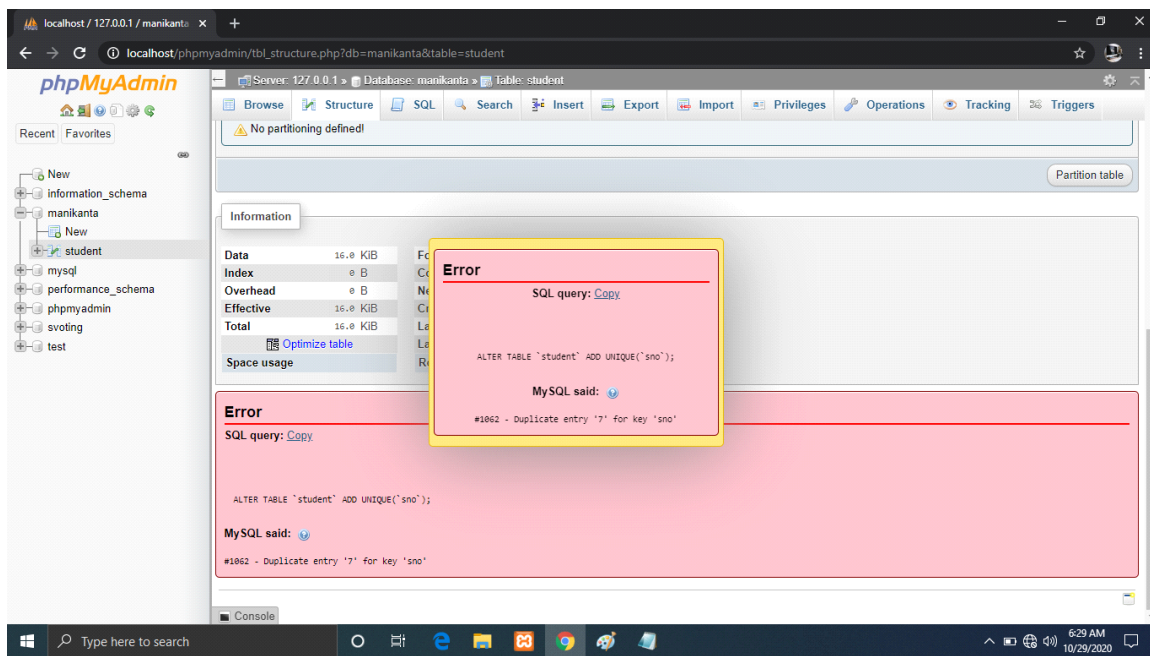 localhost / 127.0.0.1 / manikanta
localhost/phpmyadmin/tbl_structure.php?db=manikanta&table=student
phpMyAdmin
Recent Favorites
New
information_schema
manikanta
New
student
mysql
performance_schema
phpmyadmin
svoting
test
Server: 127.0.0.1 » Database: manikanta » Table: student
Browse Structure SQL Search Insert Export Import Privileges Operations Tracking Triggers
No partitioning defined!
Partition table
Information
Data 16.0 KiB
Index 0 B
Overhead 0 B
Effective 16.0 KiB
Total 16.0 KiB
Optimize table
Space usage
Error
SQL query: Copy
ALTER TABLE `student` ADD UNIQUE(`sno`);
MySQL said:
#1062 - Duplicate entry '7' for key 'sno'
Error
SQL query: Copy
ALTER TABLE `student` ADD UNIQUE(`sno`);
MySQL said:
#1062 - Duplicate entry '7' for key 'sno'
Console
Type here to search
6:29 AM
10/29/2020